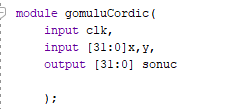 module gomuluCordic(
input clk,
input [31:0]x,y,
output [31:0] sonuc
);